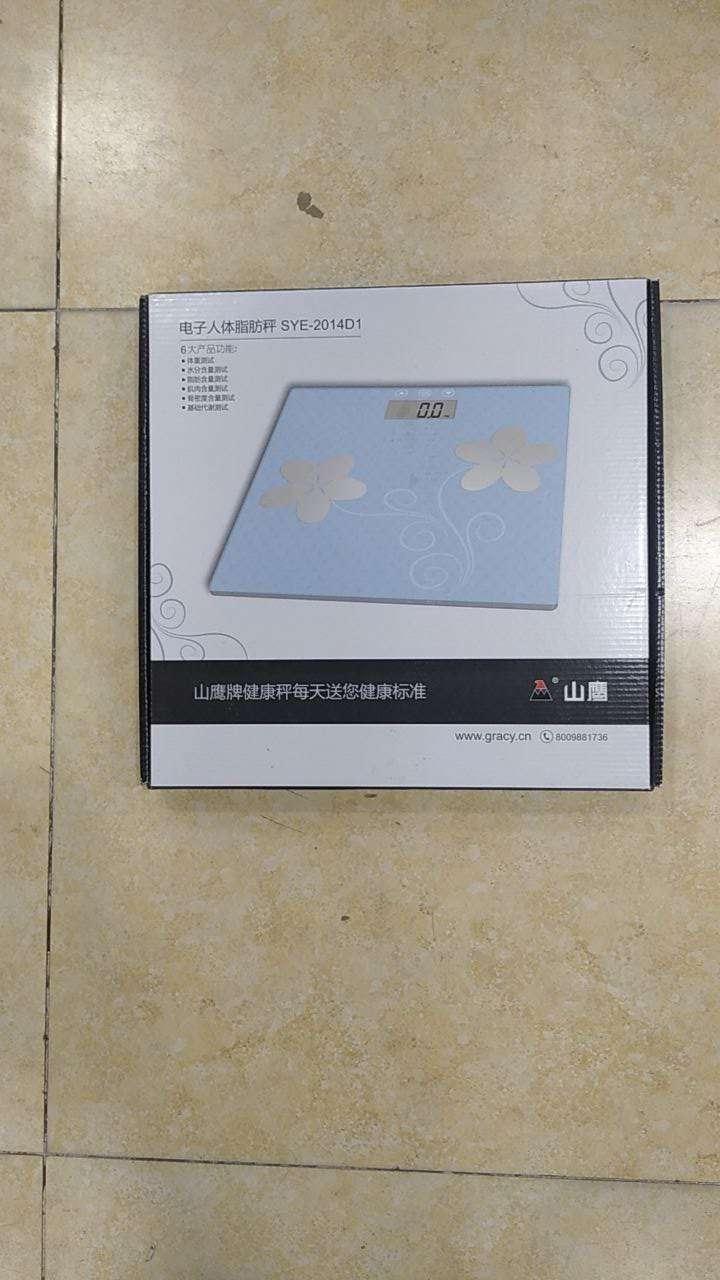 电子人体脂肪秤 SYE-2014D1
6大产品功能:
▪ 体重测试
▪ 水分含量测试
▪ 脂肪含量测试
▪ 肌肉含量测试
▪ 骨密度含量测试
▪ 基础代谢测试
0.0
山鹰牌健康秤每天送您健康标准
® 山鹰
www.gracy.cn 8009881736